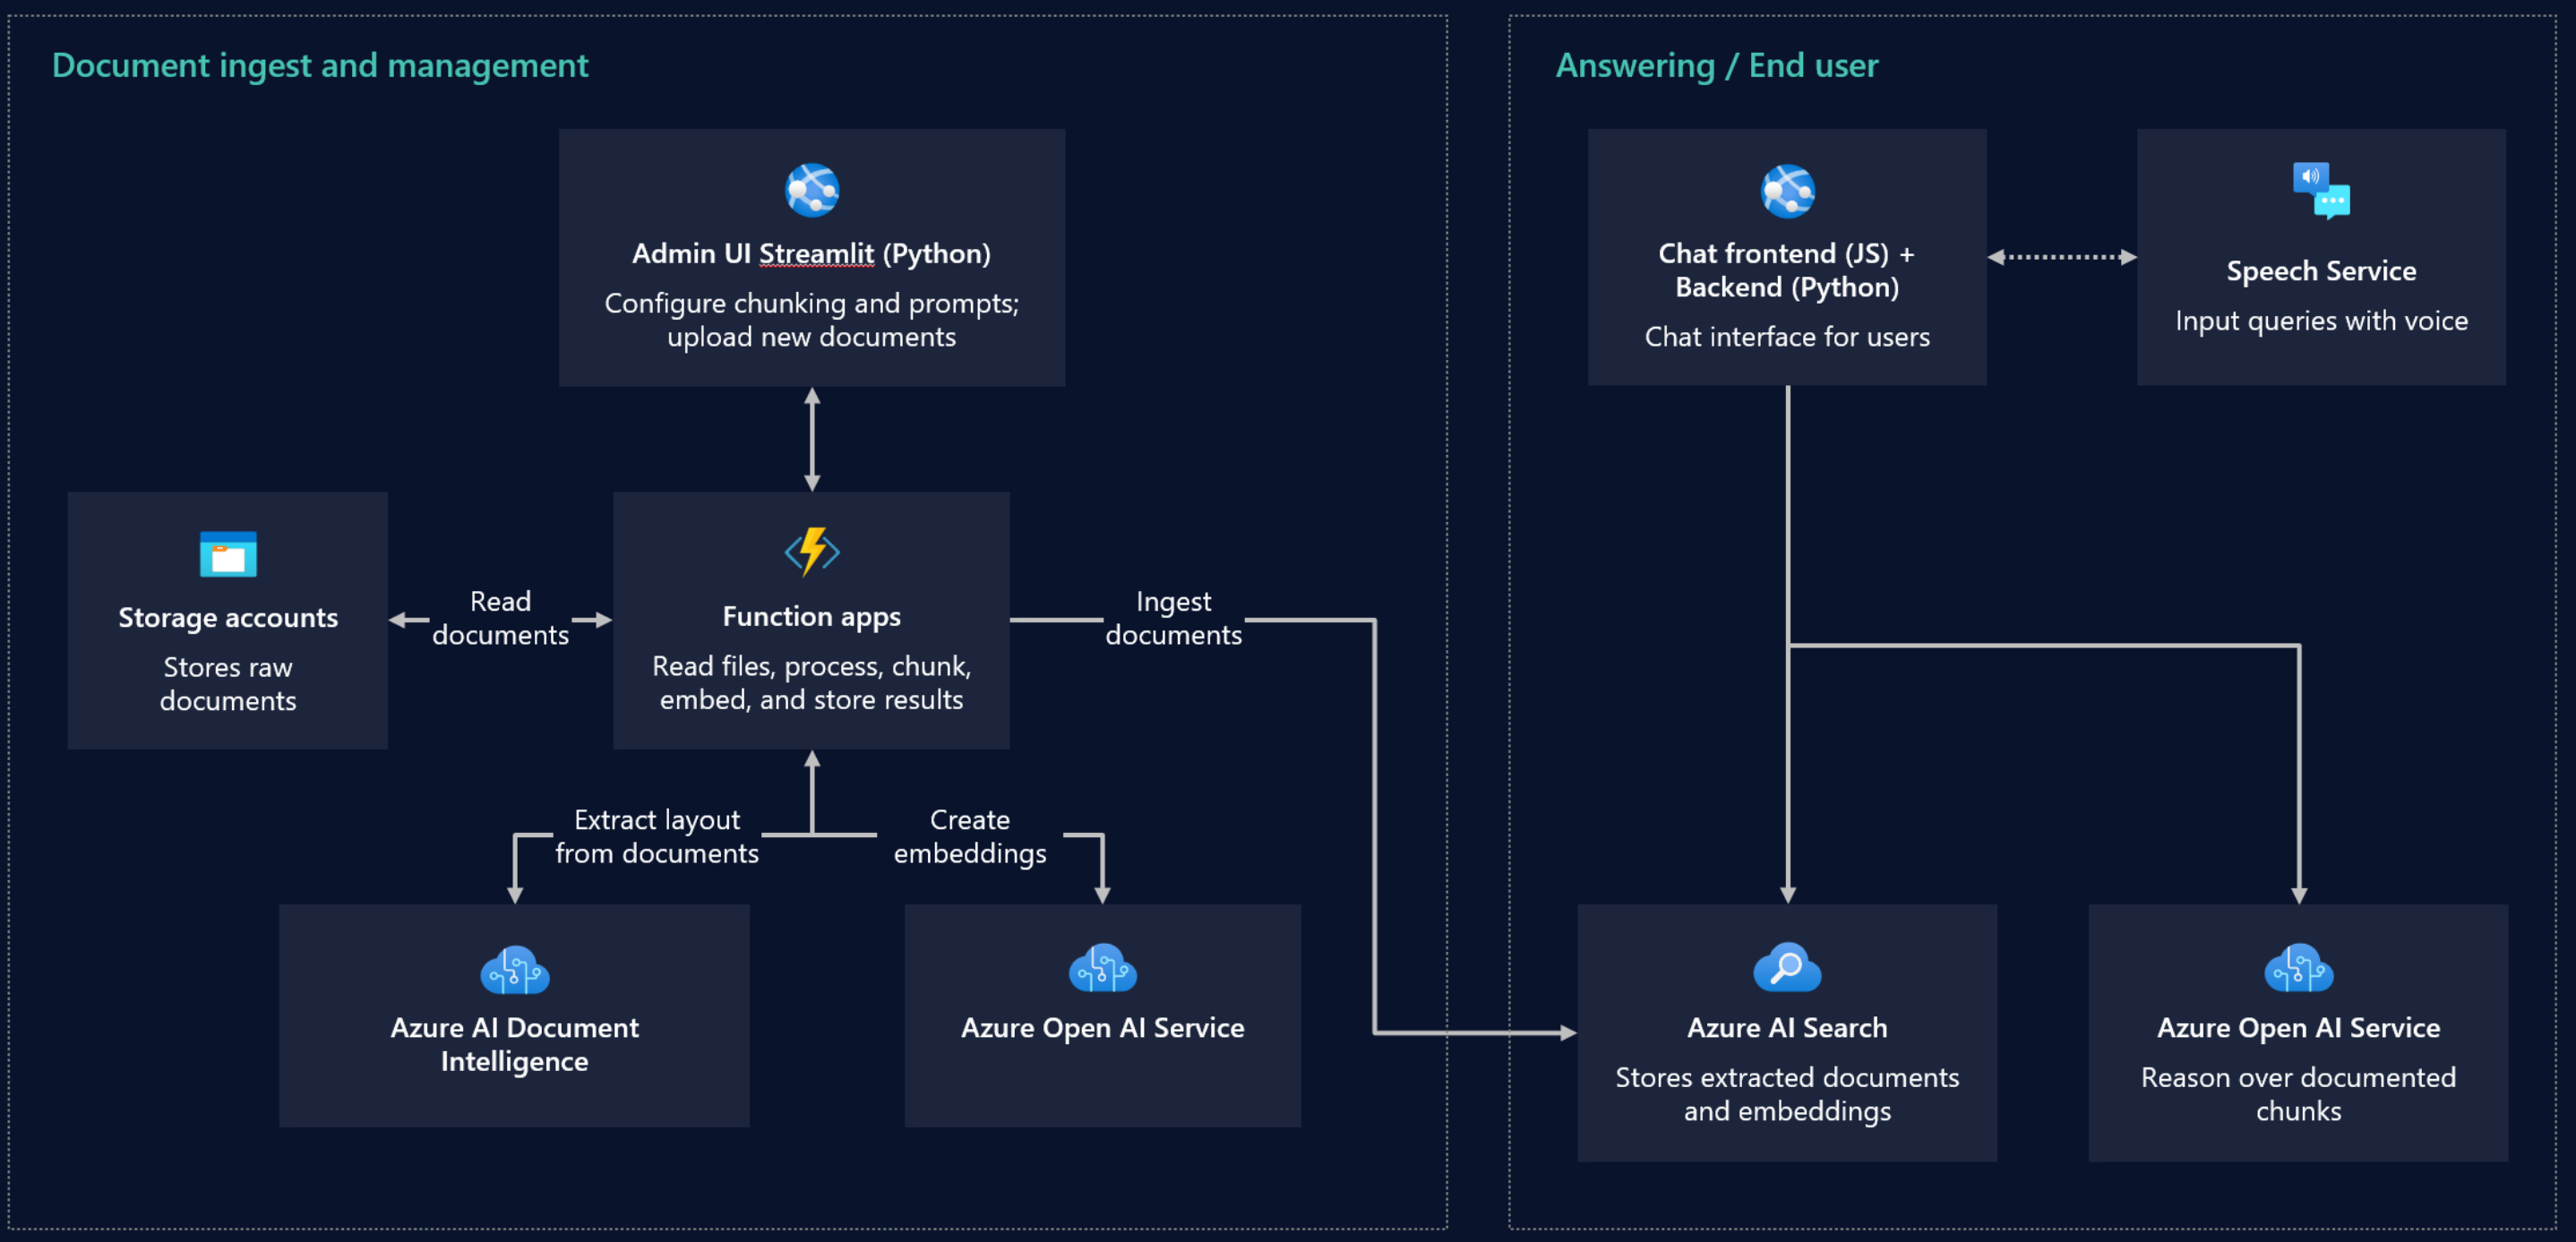 Document ingest and management
Admin UI Streamlit (Python)
Configure chunking and prompts;
upload new documents
Storage accounts
Stores raw
documents
Read
documents
Function apps
Read files, process, chunk,
embed, and store results
Ingest
documents
Extract layout
from documents
Create
embeddings
Azure AI Document
Intelligence
Azure Open AI Service
Answering / End user
Chat frontend (JS) +
Backend (Python)
Chat interface for users
Speech Service
Input queries with voice
Azure AI Search
Stores extracted documents
and embeddings
Azure Open AI Service
Reason over documented
chunks